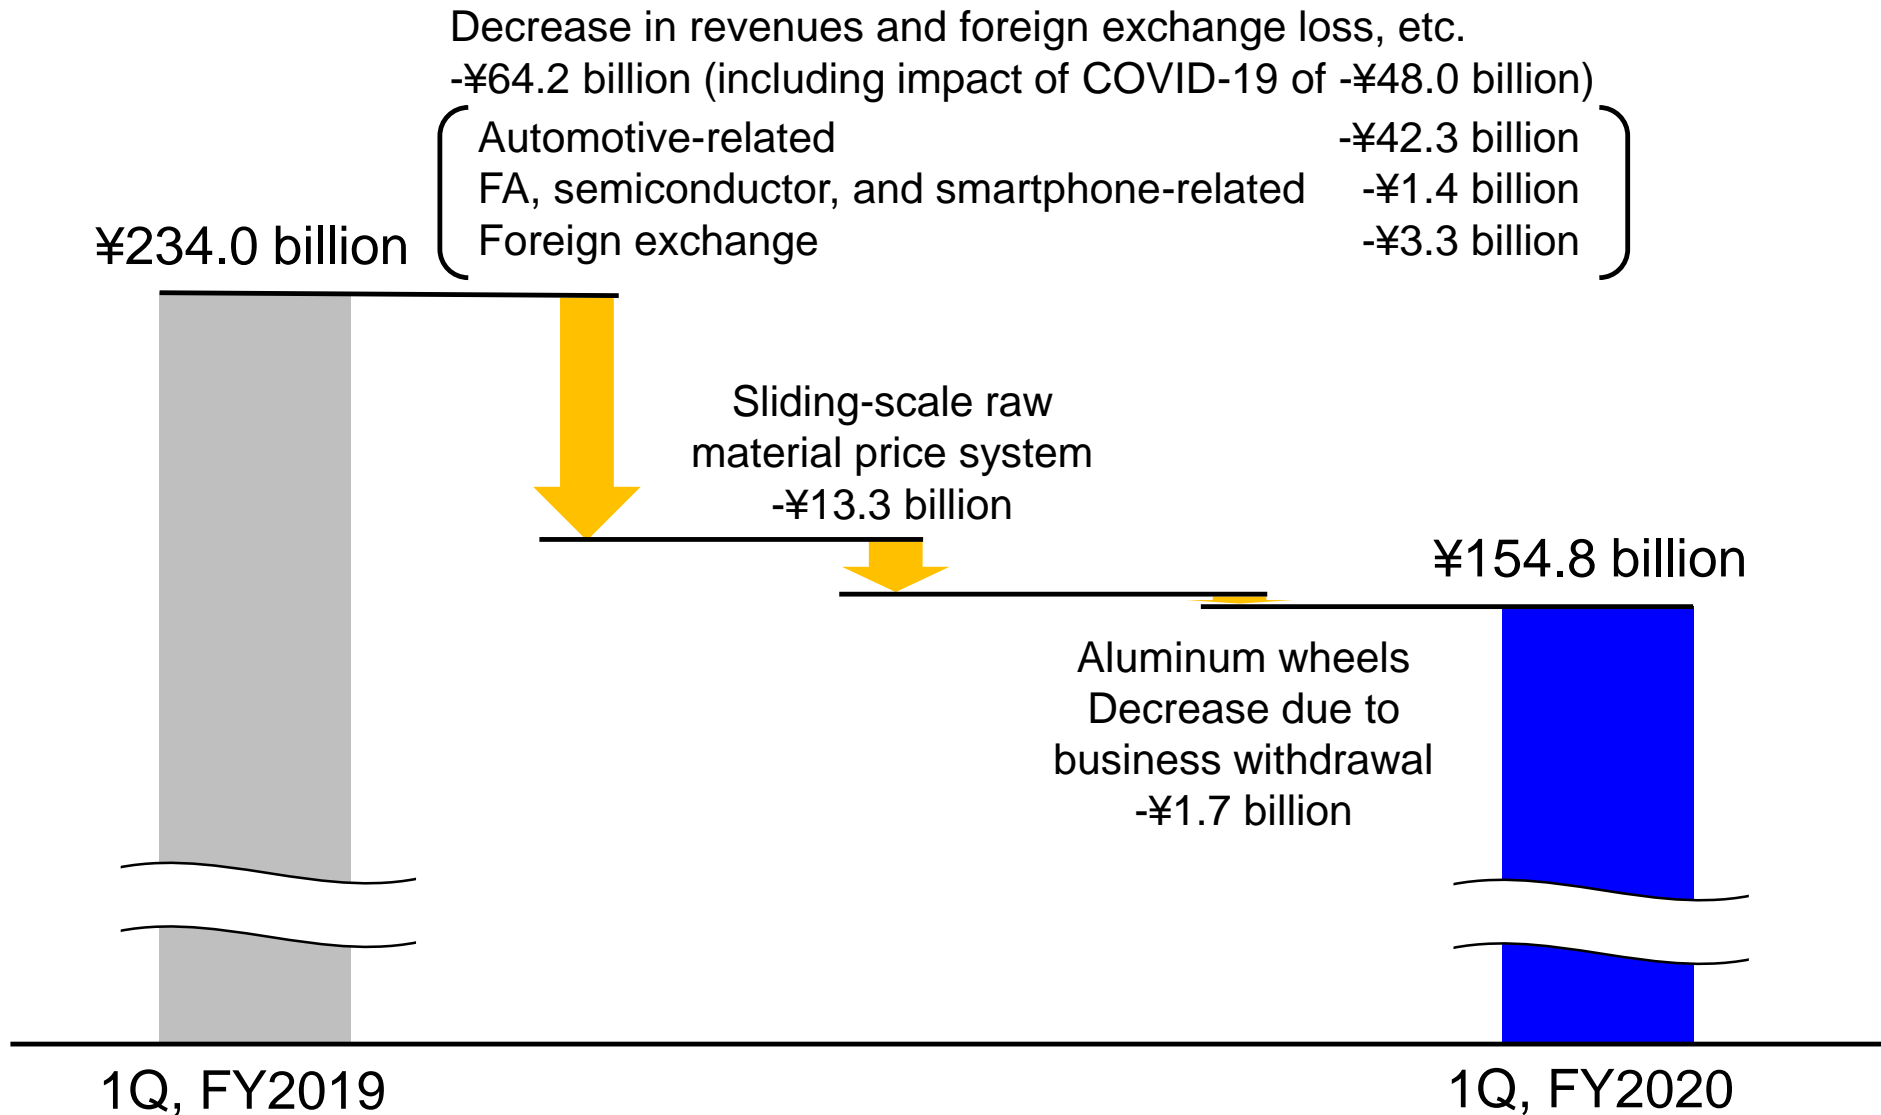 Decrease in revenues and foreign exchange loss, etc.
-¥64.2 billion (including impact of COVID-19 of -¥48.0 billion)
Automotive-related -¥42.3 billion
FA, semiconductor, and smartphone-related -¥1.4 billion
Foreign exchange -¥3.3 billion
¥234.0 billion
Sliding-scale raw
material price system
-¥13.3 billion
¥154.8 billion
Aluminum wheels
Decrease due to
business withdrawal
-¥1.7 billion
1Q, FY2019
1Q, FY2020